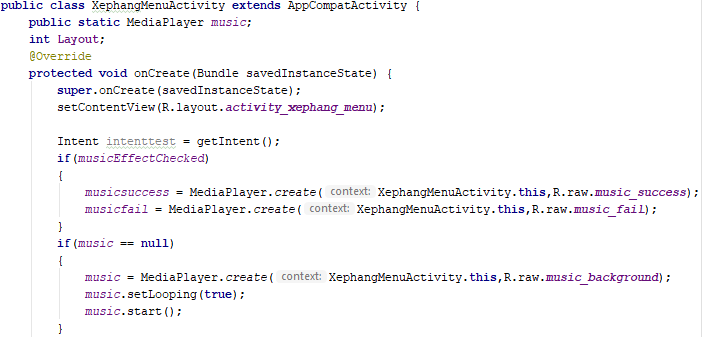 public class XephangMenuActivity extends AppCompatActivity {
    public static MediaPlayer music;
    int Layout;
    @Override
    protected void onCreate(Bundle savedInstanceState) {
        super.onCreate(savedInstanceState);
        setContentView(R.layout.activity_xephang_menu);

        Intent intenttest = getIntent();
        if(musicEffectChecked)
        {
            musicsuccess = MediaPlayer.create( context: XephangMenuActivity.this,R.raw.music_success);
            musicfail = MediaPlayer.create( context: XephangMenuActivity.this,R.raw.music_fail);
        }
        if(music == null)
        {
            music = MediaPlayer.create( context: XephangMenuActivity.this,R.raw.music_background);
            music.setLooping(true);
            music.start();
        }